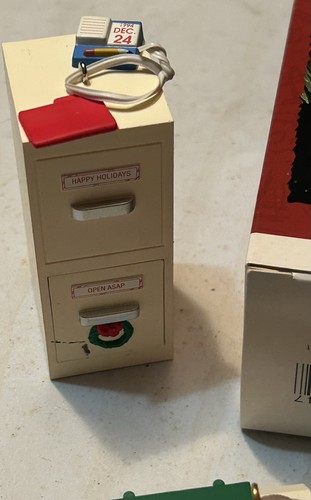 1994
DEC.
24
HAPPY HOLIDAYS
OPEN ASAP